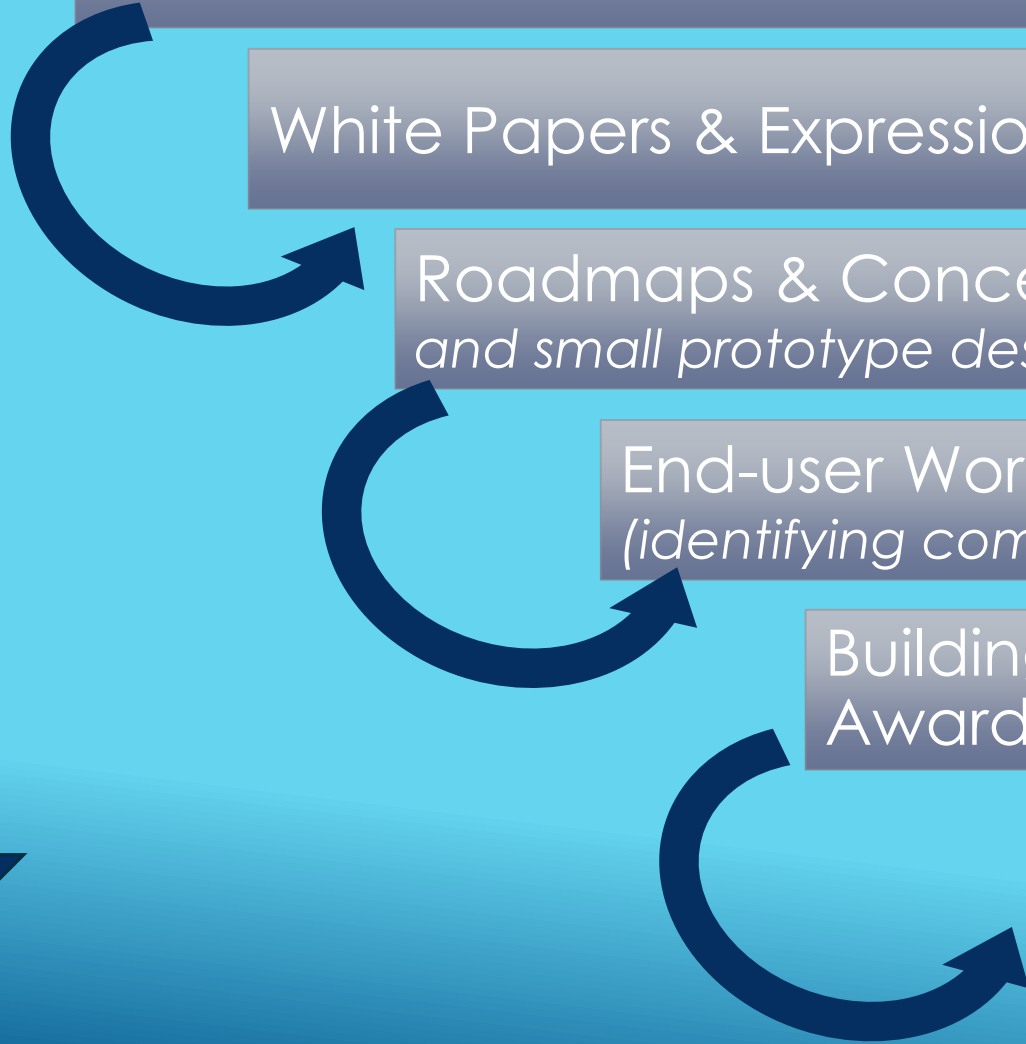 White Papers & Expressio
Roadmaps & Conce
and small prototype des
End-user Wor
(identifying com
Buildin
Award